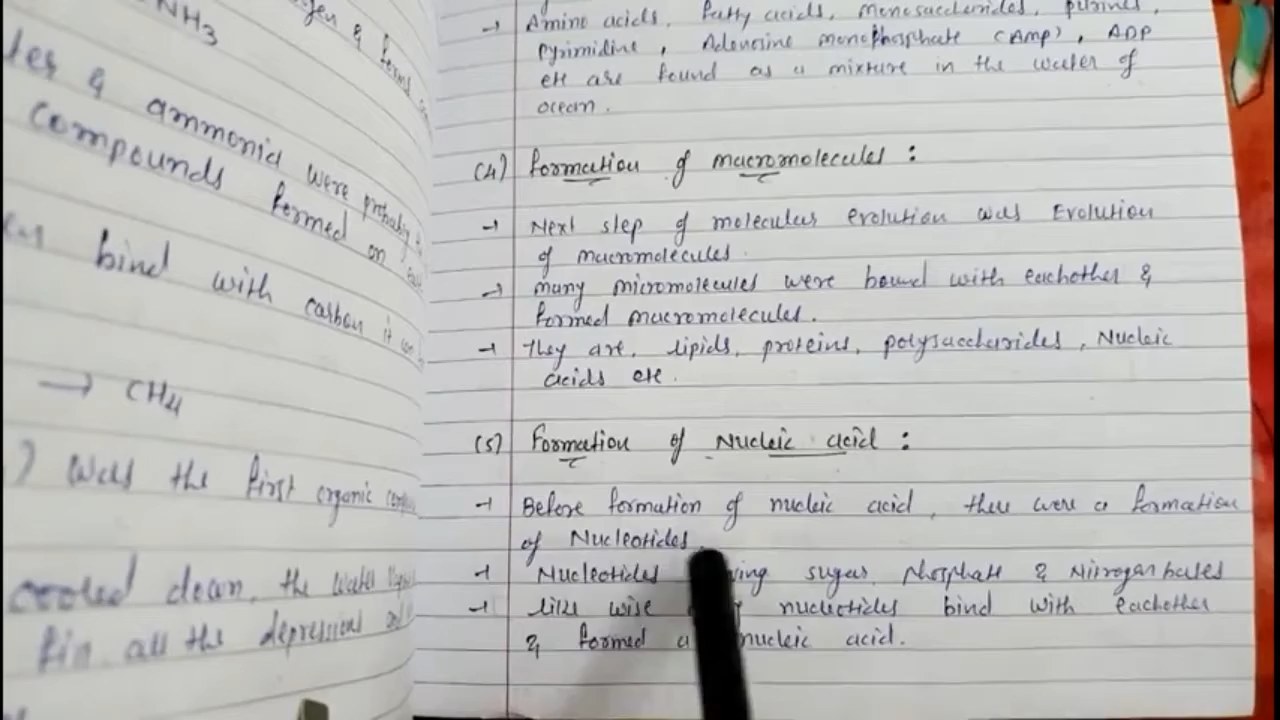 NH3
& ammonia were probably
compounds formed on
bind with carbon it
→ CH4
) was the first organic
cooled down, the water
fin all the depression
→ Amino acids, fatty acids, monosaccharides, purines,
pyrimidine, Adenosine monophosphate (AMP), ADP
etc are found as a mixture in the water of
ocean.
(4) Formation of macromolecules :
→ Next step of molecular evolution was Evolution
of macromolecules.
→ many micromolecules were bound with eachother &
formed macromolecules.
→ They are, lipids, proteins, polysaccharides, Nucleic
acids etc.
(5) Formation of Nucleic acid :
→ Before formation of nucleic acid, there were a formation
of Nucleotides.
→ Nucleotides ving sugar, phosphate & Nitrogen bases
→ like wise nucleotides bind with eachother
& formed a nucleic acid.